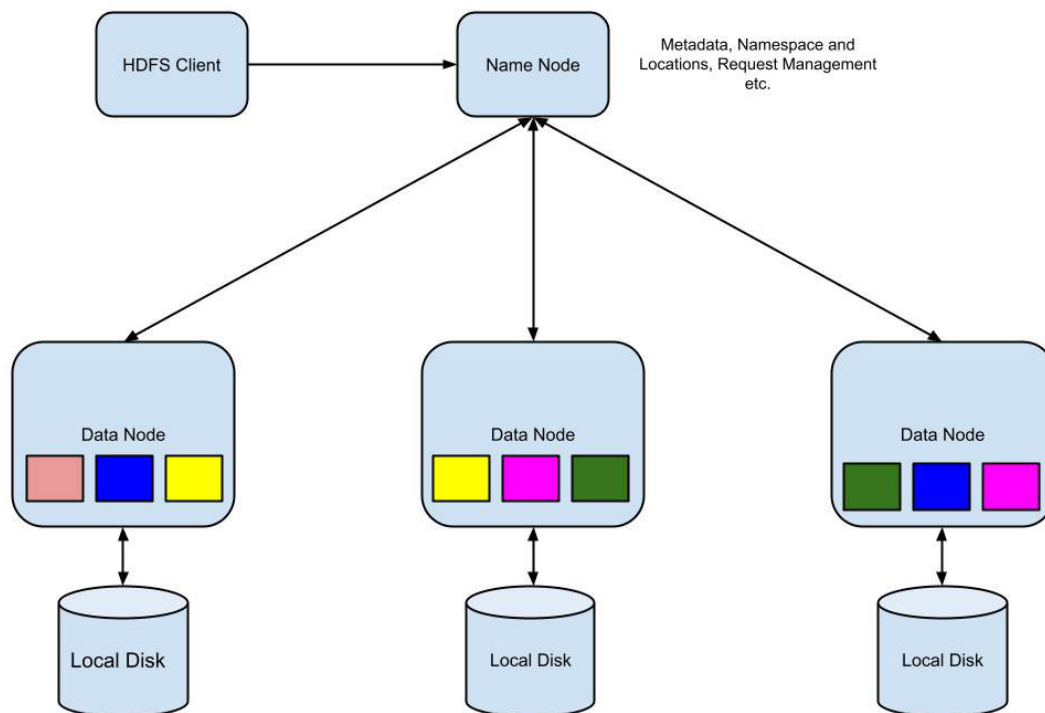 HDFS Client
Name Node
Metadata, Namespace and
Locations, Request Management
etc.
Data Node
Data Node
Data Node
Local Disk
Local Disk
Local Disk